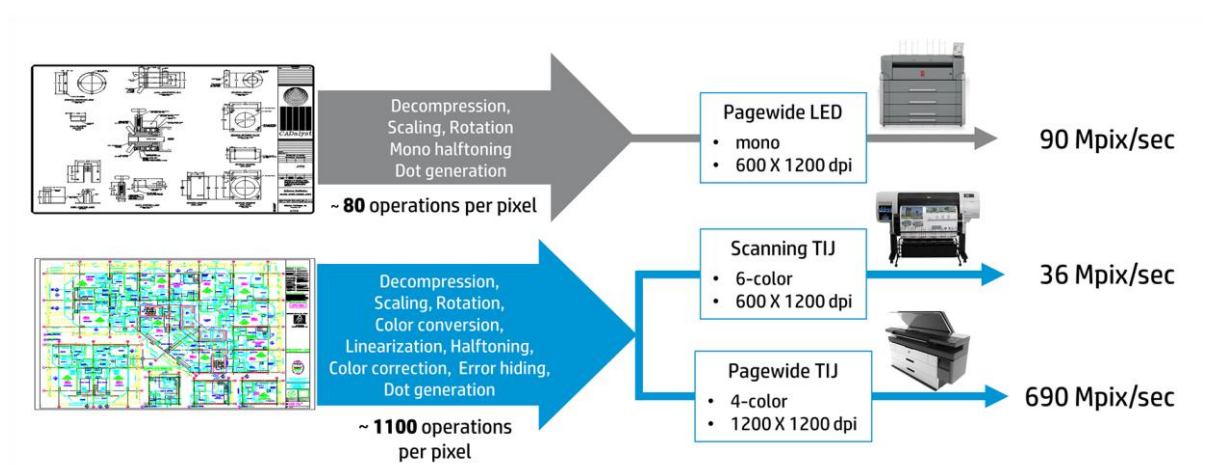 Decompression,
Scaling, Rotation
Mono halftoning
Dot generation
~ 80 operations per pixel
Pagewide LED
• mono
• 600 X 1200 dpi
90 Mpix/sec
CADalyst
Decompression,
Scaling, Rotation,
Color conversion,
Linearization, Halftoning,
Color correction, Error hiding,
Dot generation
~ 1100 operations
per pixel
Scanning TIJ
• 6-color
• 600 X 1200 dpi
36 Mpix/sec
Pagewide TIJ
• 4-color
• 1200 X 1200 dpi
690 Mpix/sec